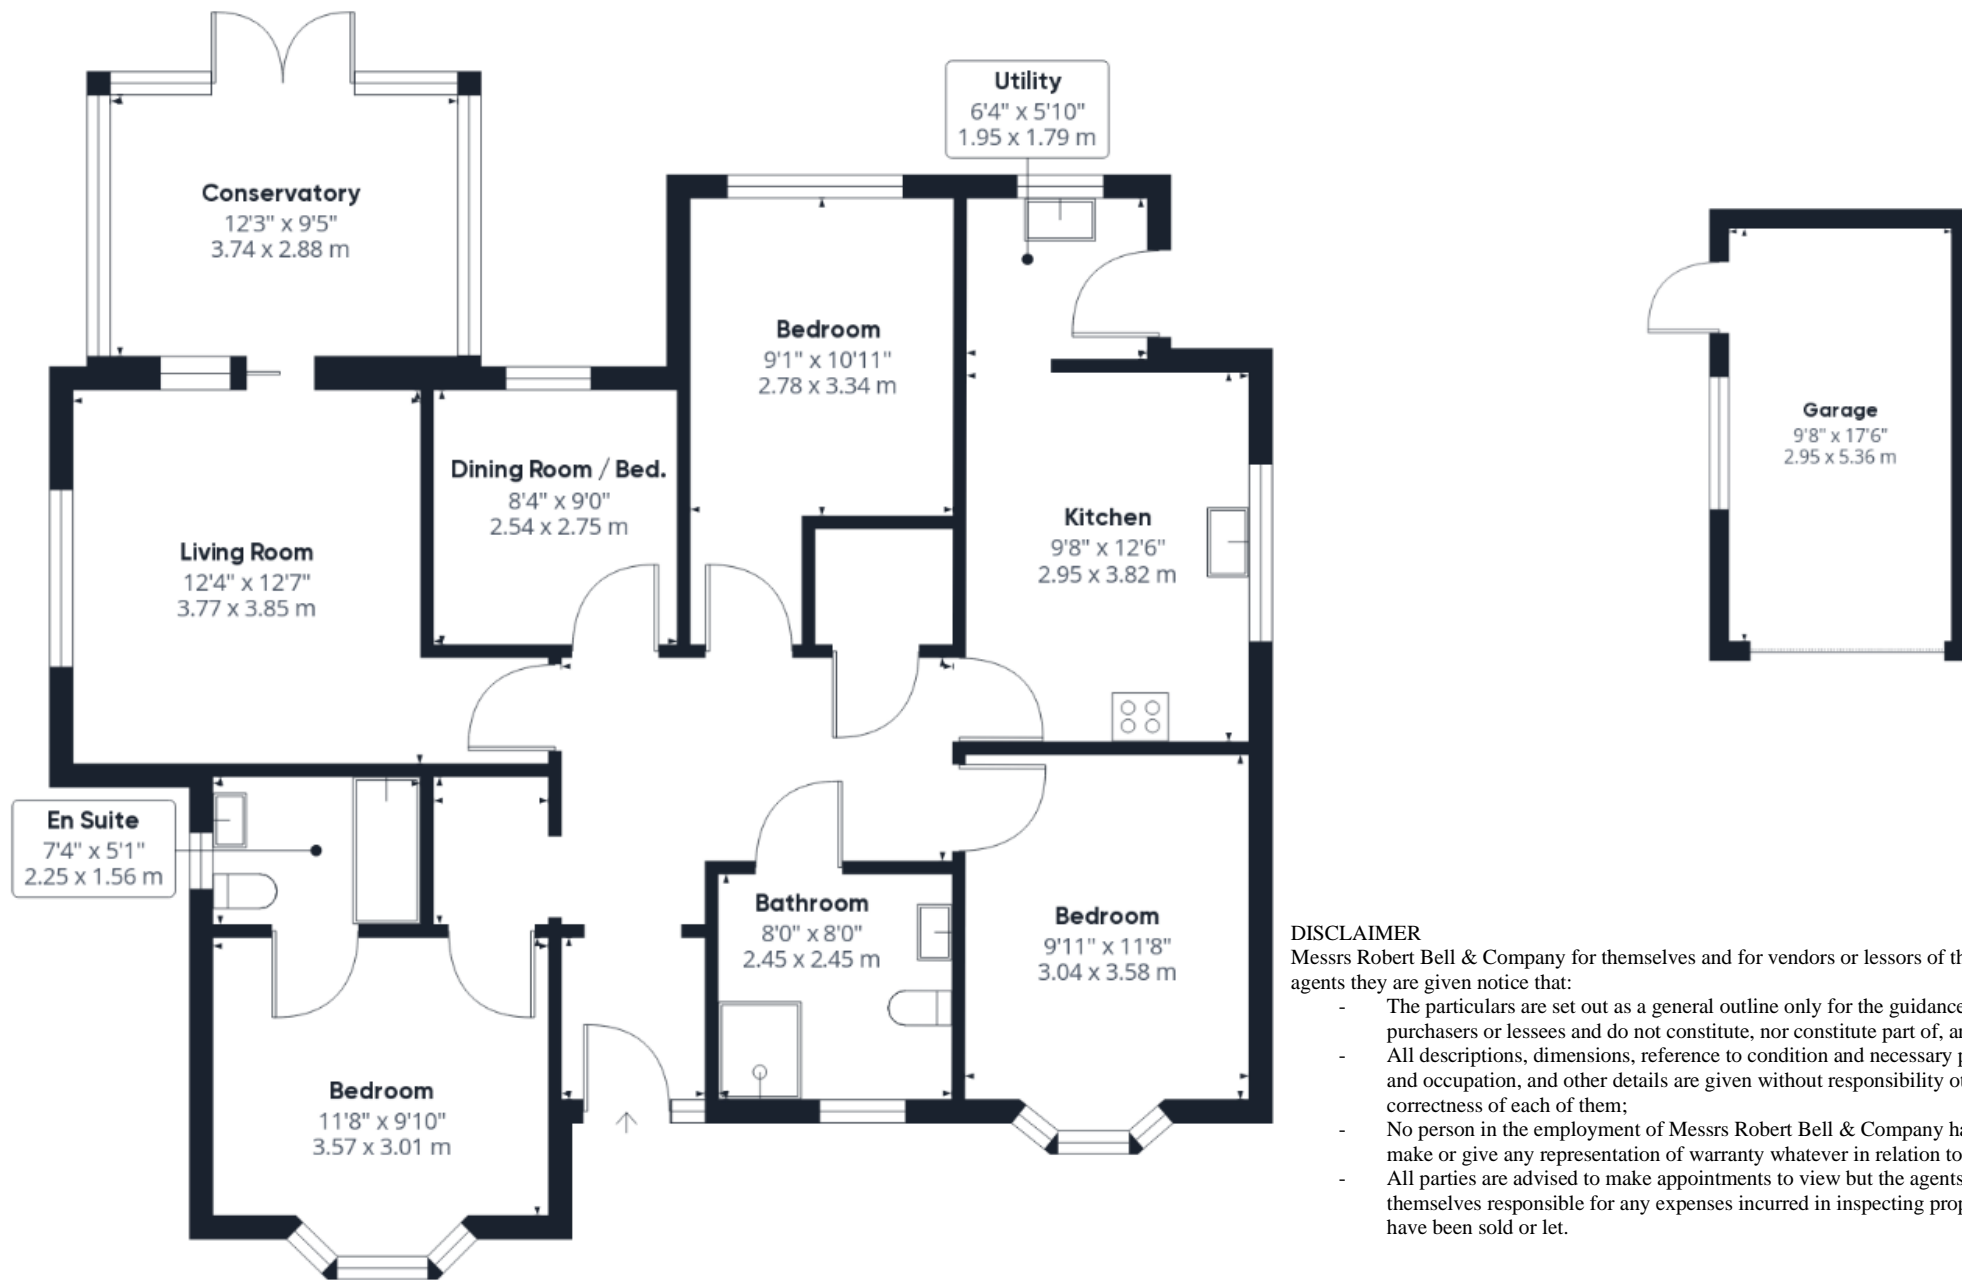 Utility
6'4" x 5'10"
1.95 x 1.79 m
Conservatory
12'3" x 9'5"
3.74 x 2.88 m
Bedroom
9'1" x 10'11"
2.78 x 3.34 m
Garage
9'8" x 17'6"
2.95 x 5.36 m
Dining Room / Bed.
8'4" x 9'0"
2.54 x 2.75 m
Kitchen
9'8" x 12'6"
2.95 x 3.82 m
Living Room
12'4" x 12'7"
3.77 x 3.85 m
En Suite
7'4" x 5'1"
2.25 x 1.56 m
Bathroom
8'0" x 8'0"
2.45 x 2.45 m
Bedroom
9'11" x 11'8"
3.04 x 3.58 m
Bedroom
11'8" x 9'10"
3.57 x 3.01 m
DISCLAIMER
Messrs Robert Bell & Company for themselves and for vendors or lessors of
agents they are given notice that:
- The particulars are set out as a general outline only for the guidance
purchasers or lessees and do not constitute, nor constitute part of,
- All descriptions, dimensions, reference to condition and necessary
and occupation, and other details are given without responsibility
correctness of each of them;
- No person in the employment of Messrs Robert Bell & Company
make or give any representation of warranty whatever in relation to
- All parties are advised to make appointments to view but the agents
themselves responsible for any expenses incurred in inspecting
have been sold or let.